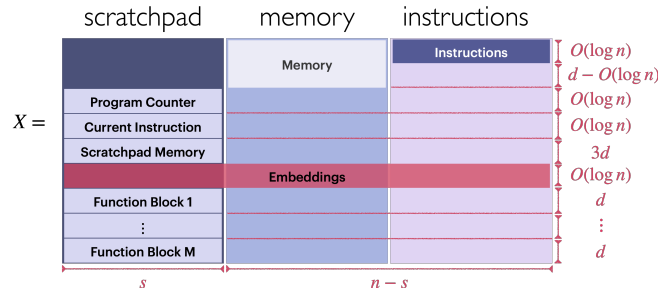 scratchpad memory instructions
Instructions O(log n)
Memory d − O(log n)
Program Counter O(log n)
X = Current Instruction O(log n)
Scratchpad Memory 3d
Embeddings O(log n)
Function Block 1 d
⋮ ⋮
Function Block M d
s n − s